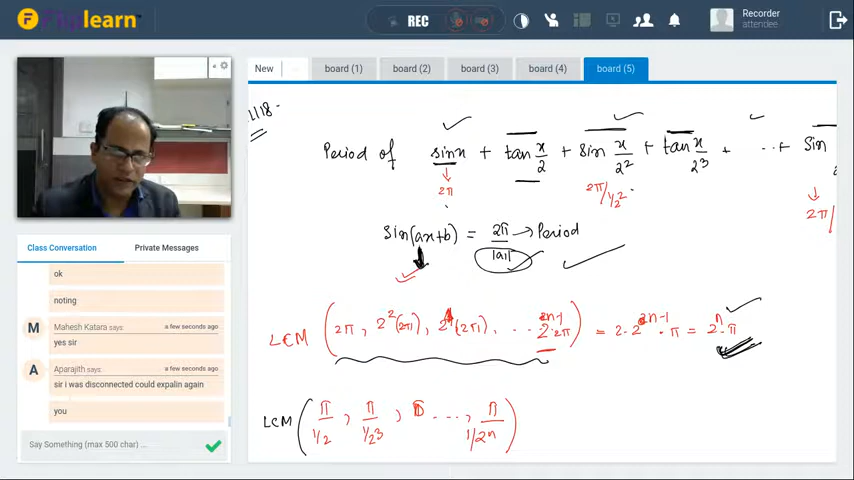 Fliplearn
REC
Recorder
attendee
New
board (1)
board (2)
board (3)
board (4)
board (5)
1118.
Period of sinx + tan x/2 + sin x/2² + tan x/2³ + ... + Sin
2π
2π/1/2²
2π/
sin(ax+b) = 2π/|a| → Period
LCM (2π, 2²(2π), 2⁴(2π), ... 2ⁿ⁻¹·2π) = 2·2ⁿ⁻¹·π = 2ⁿ·π
LCM (π/1/2, π/1/2³, π ..., π/1/2ⁿ)
Class Conversation
Private Messages
ok
noting
M
Mahesh Katara says:
a few seconds ago
yes sir
A
Aparajith says:
a few seconds ago
sir i was disconnected could expalin again
you
Say Something (max 500 char)